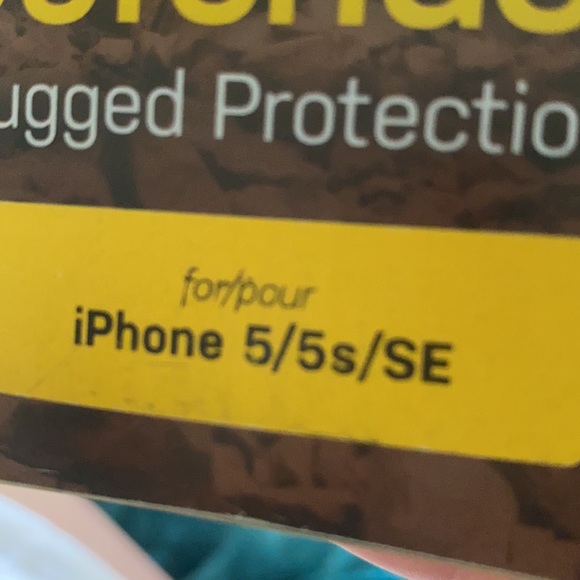 ugged Protectio
for/pour
iPhone 5/5s/SE